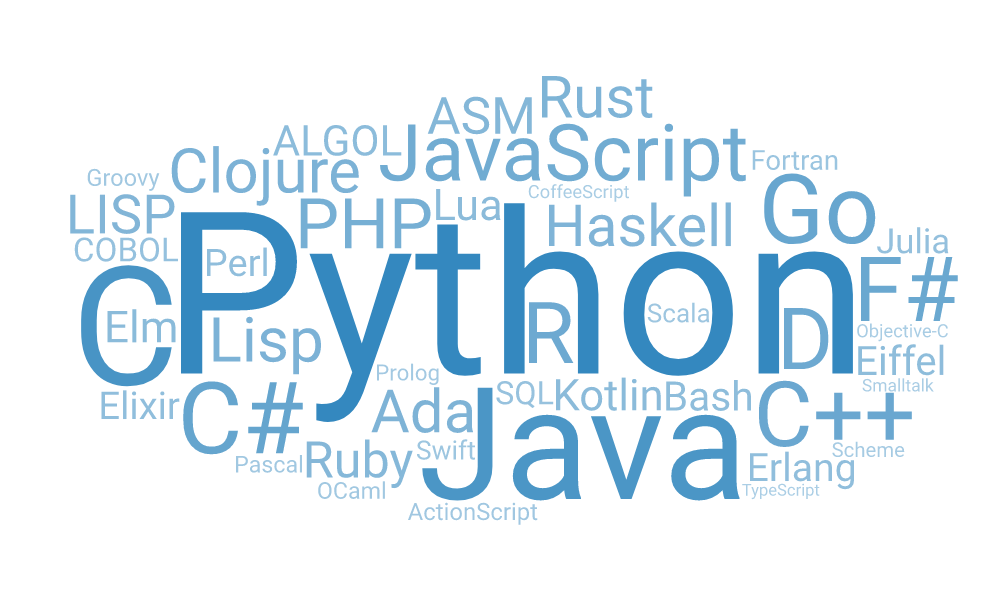 Rust
ASM
ALGOL
JavaScript
Clojure
Fortran
Groovy
CoffeeScript
LISP
PHP
Lua
Haskell
Go
COBOL
Julia
Python
Perl
C
F#
Elm
Lisp
R
Scala
D
Objective-C
Eiffel
Prolog
Smalltalk
Elixir
C#
Ada
SQL
Kotlin
Bash
C++
Java
Scheme
Pascal
Ruby
Swift
Erlang
OCaml
TypeScript
ActionScript